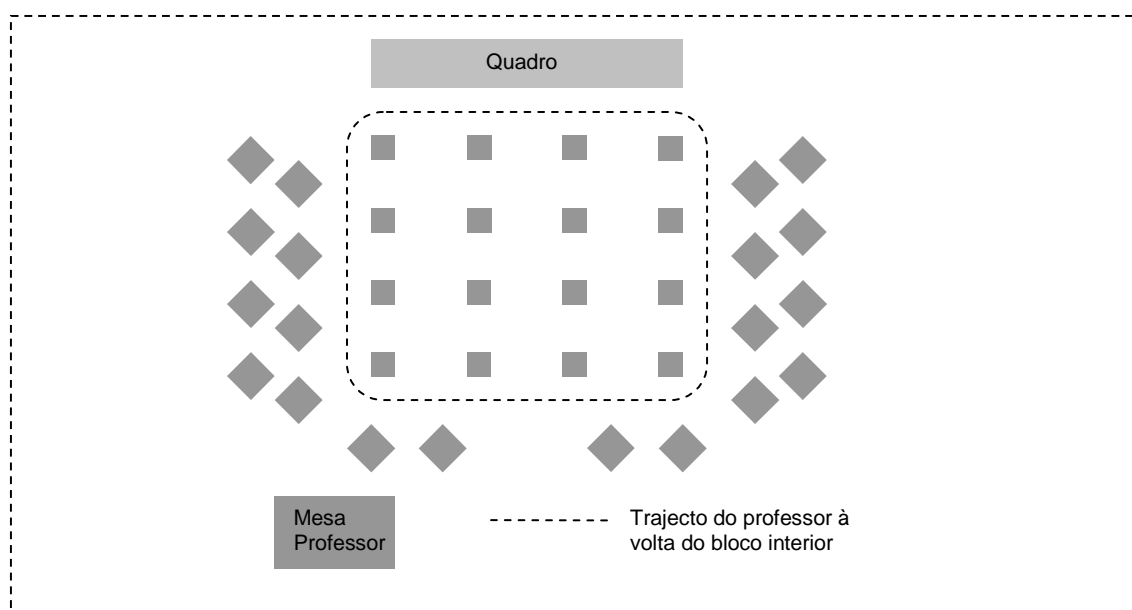 Quadro
Mesa
Professor
Trajecto do professor à
volta do bloco interior